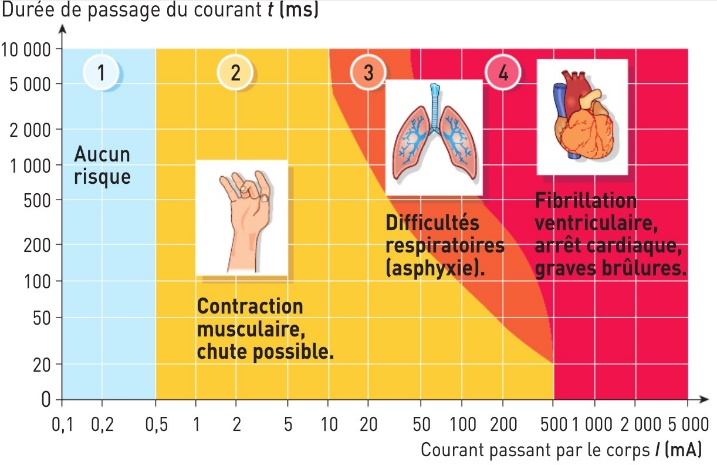 Durée de passage du courant t (ms)
10 000
5 000
2 000
1 000
500
200
100
50
20
0
1
2
3
4
Aucun
risque
Contraction
musculaire,
chute possible.
Difficultés
respiratoires
(asphyxie).
Fibrillation
ventriculaire,
arrêt cardiaque,
graves brûlures.
0,1 0,2 0,5 1 2 5 10 20 50 100 200 500 1 000 2 000 5 000
Courant passant par le corps I (mA)